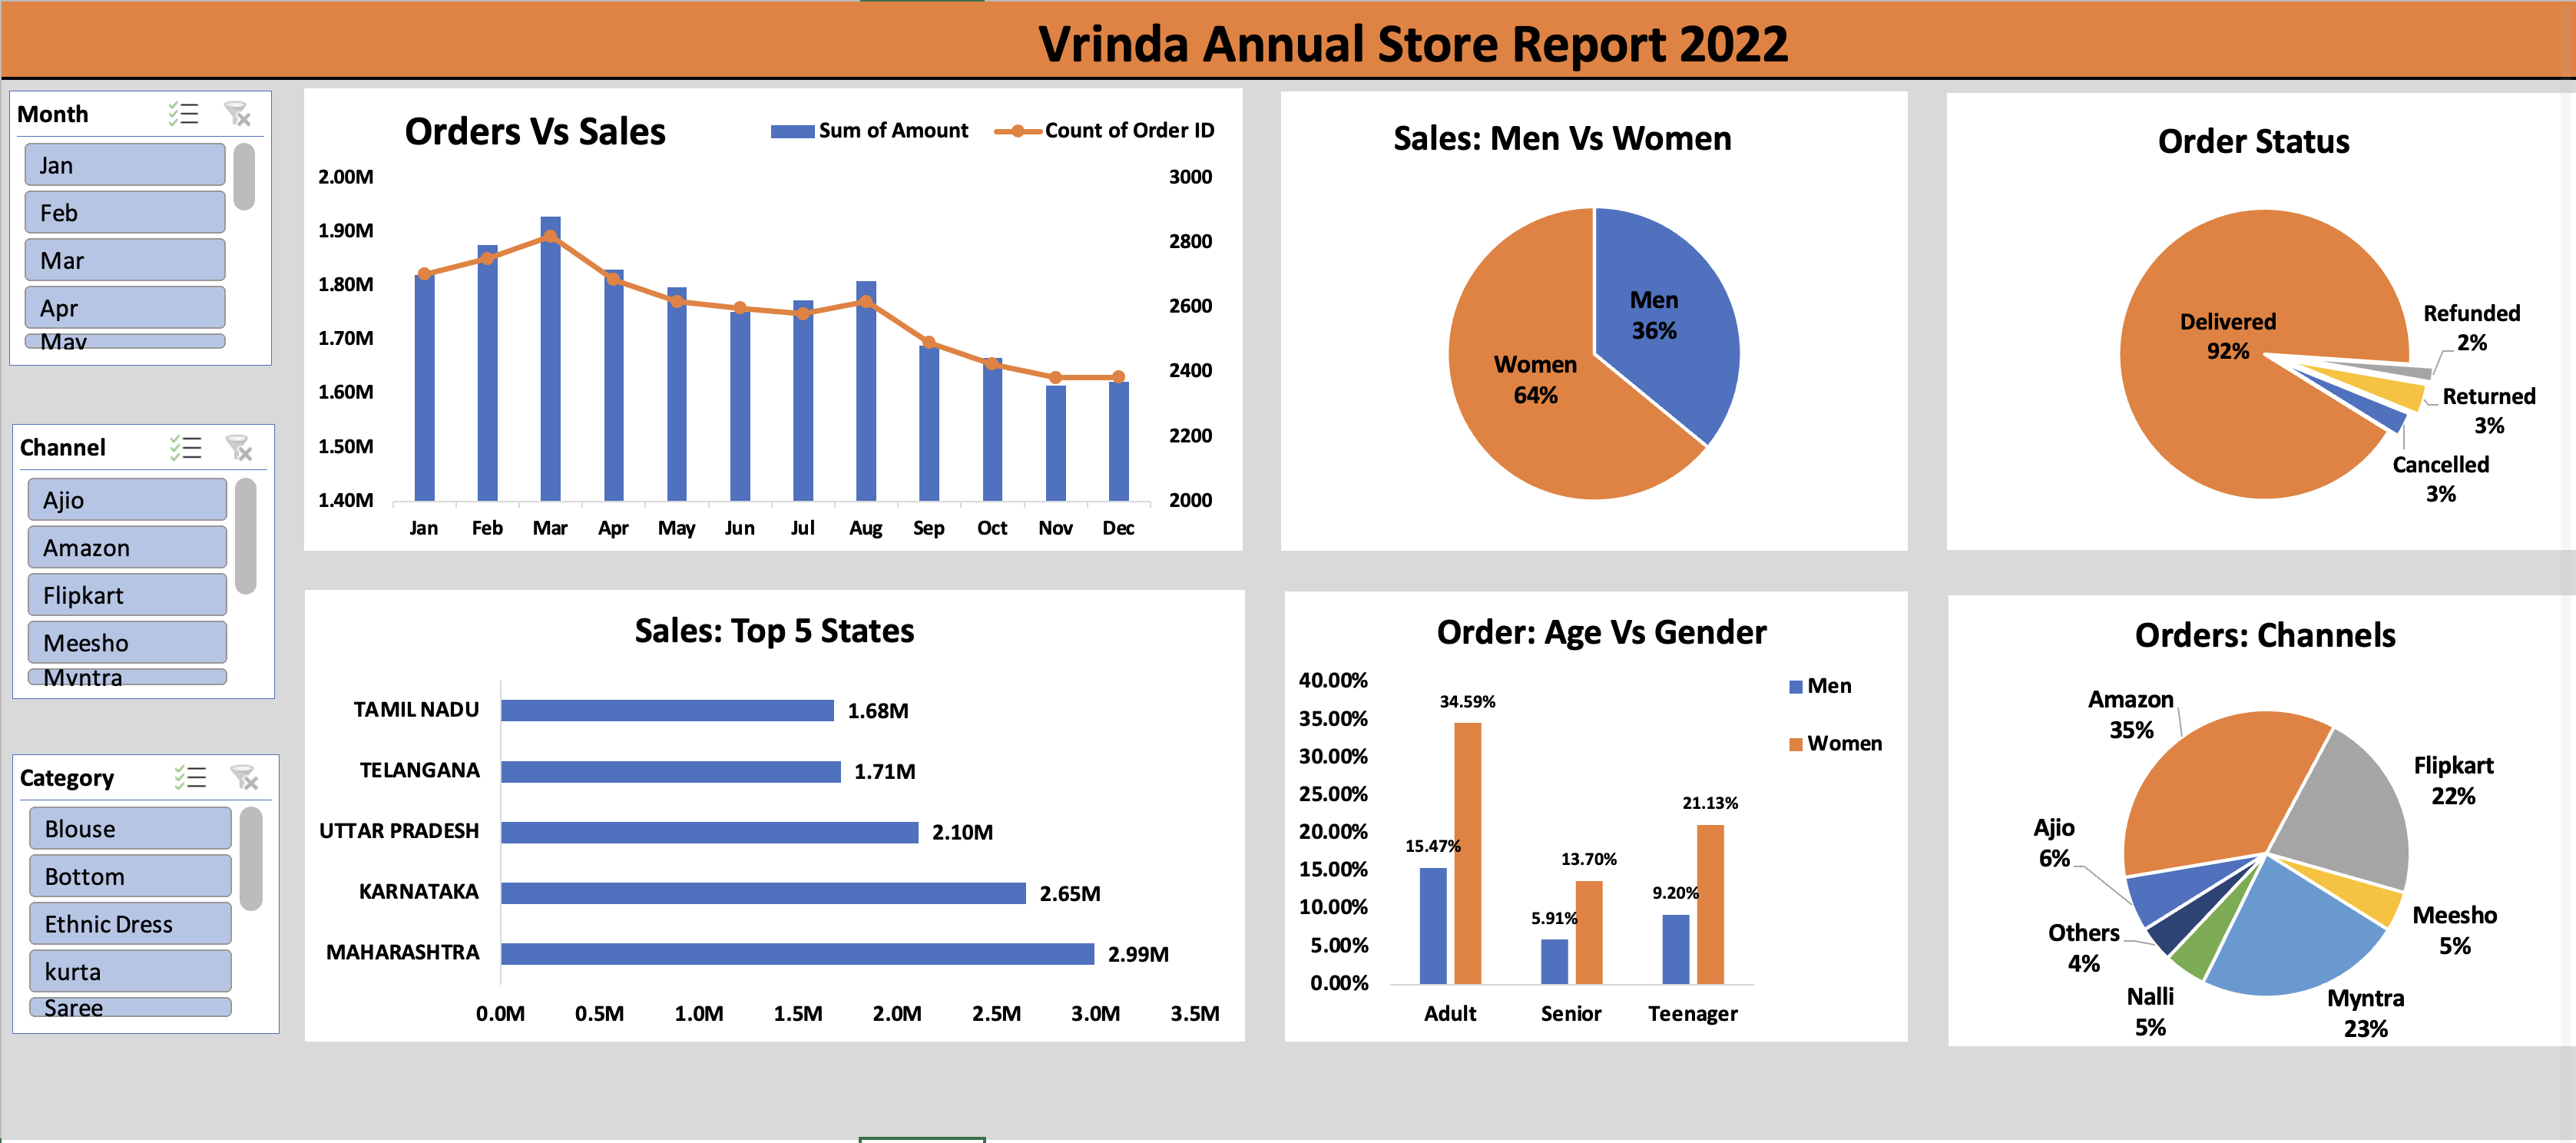 Vrinda Annual Store Report 2022
Month
Jan
Feb
Mar
Apr
May
Channel
Ajio
Amazon
Flipkart
Meesho
Myntra
Category
Blouse
Bottom
Ethnic Dress
kurta
Saree
Orders Vs Sales
Sum of Amount
Count of Order ID
2.00M
1.90M
1.80M
1.70M
1.60M
1.50M
1.40M
3000
2800
2600
2400
2200
2000
Jan Feb Mar Apr May Jun Jul Aug Sep Oct Nov Dec
Sales: Men Vs Women
Men
36%
Women
64%
Order Status
Delivered
92%
Refunded
2%
Returned
3%
Cancelled
3%
Sales: Top 5 States
TAMIL NADU 1.68M
TELANGANA 1.71M
UTTAR PRADESH 2.10M
KARNATAKA 2.65M
MAHARASHTRA 2.99M
0.0M 0.5M 1.0M 1.5M 2.0M 2.5M 3.0M 3.5M
Order: Age Vs Gender
Men
Women
40.00%
35.00%
30.00%
25.00%
20.00%
15.00%
10.00%
5.00%
0.00%
15.47%
34.59%
5.91%
13.70%
9.20%
21.13%
Adult Senior Teenager
Orders: Channels
Amazon
35%
Flipkart
22%
Ajio
6%
Meesho
5%
Others
4%
Nalli
5%
Myntra
23%